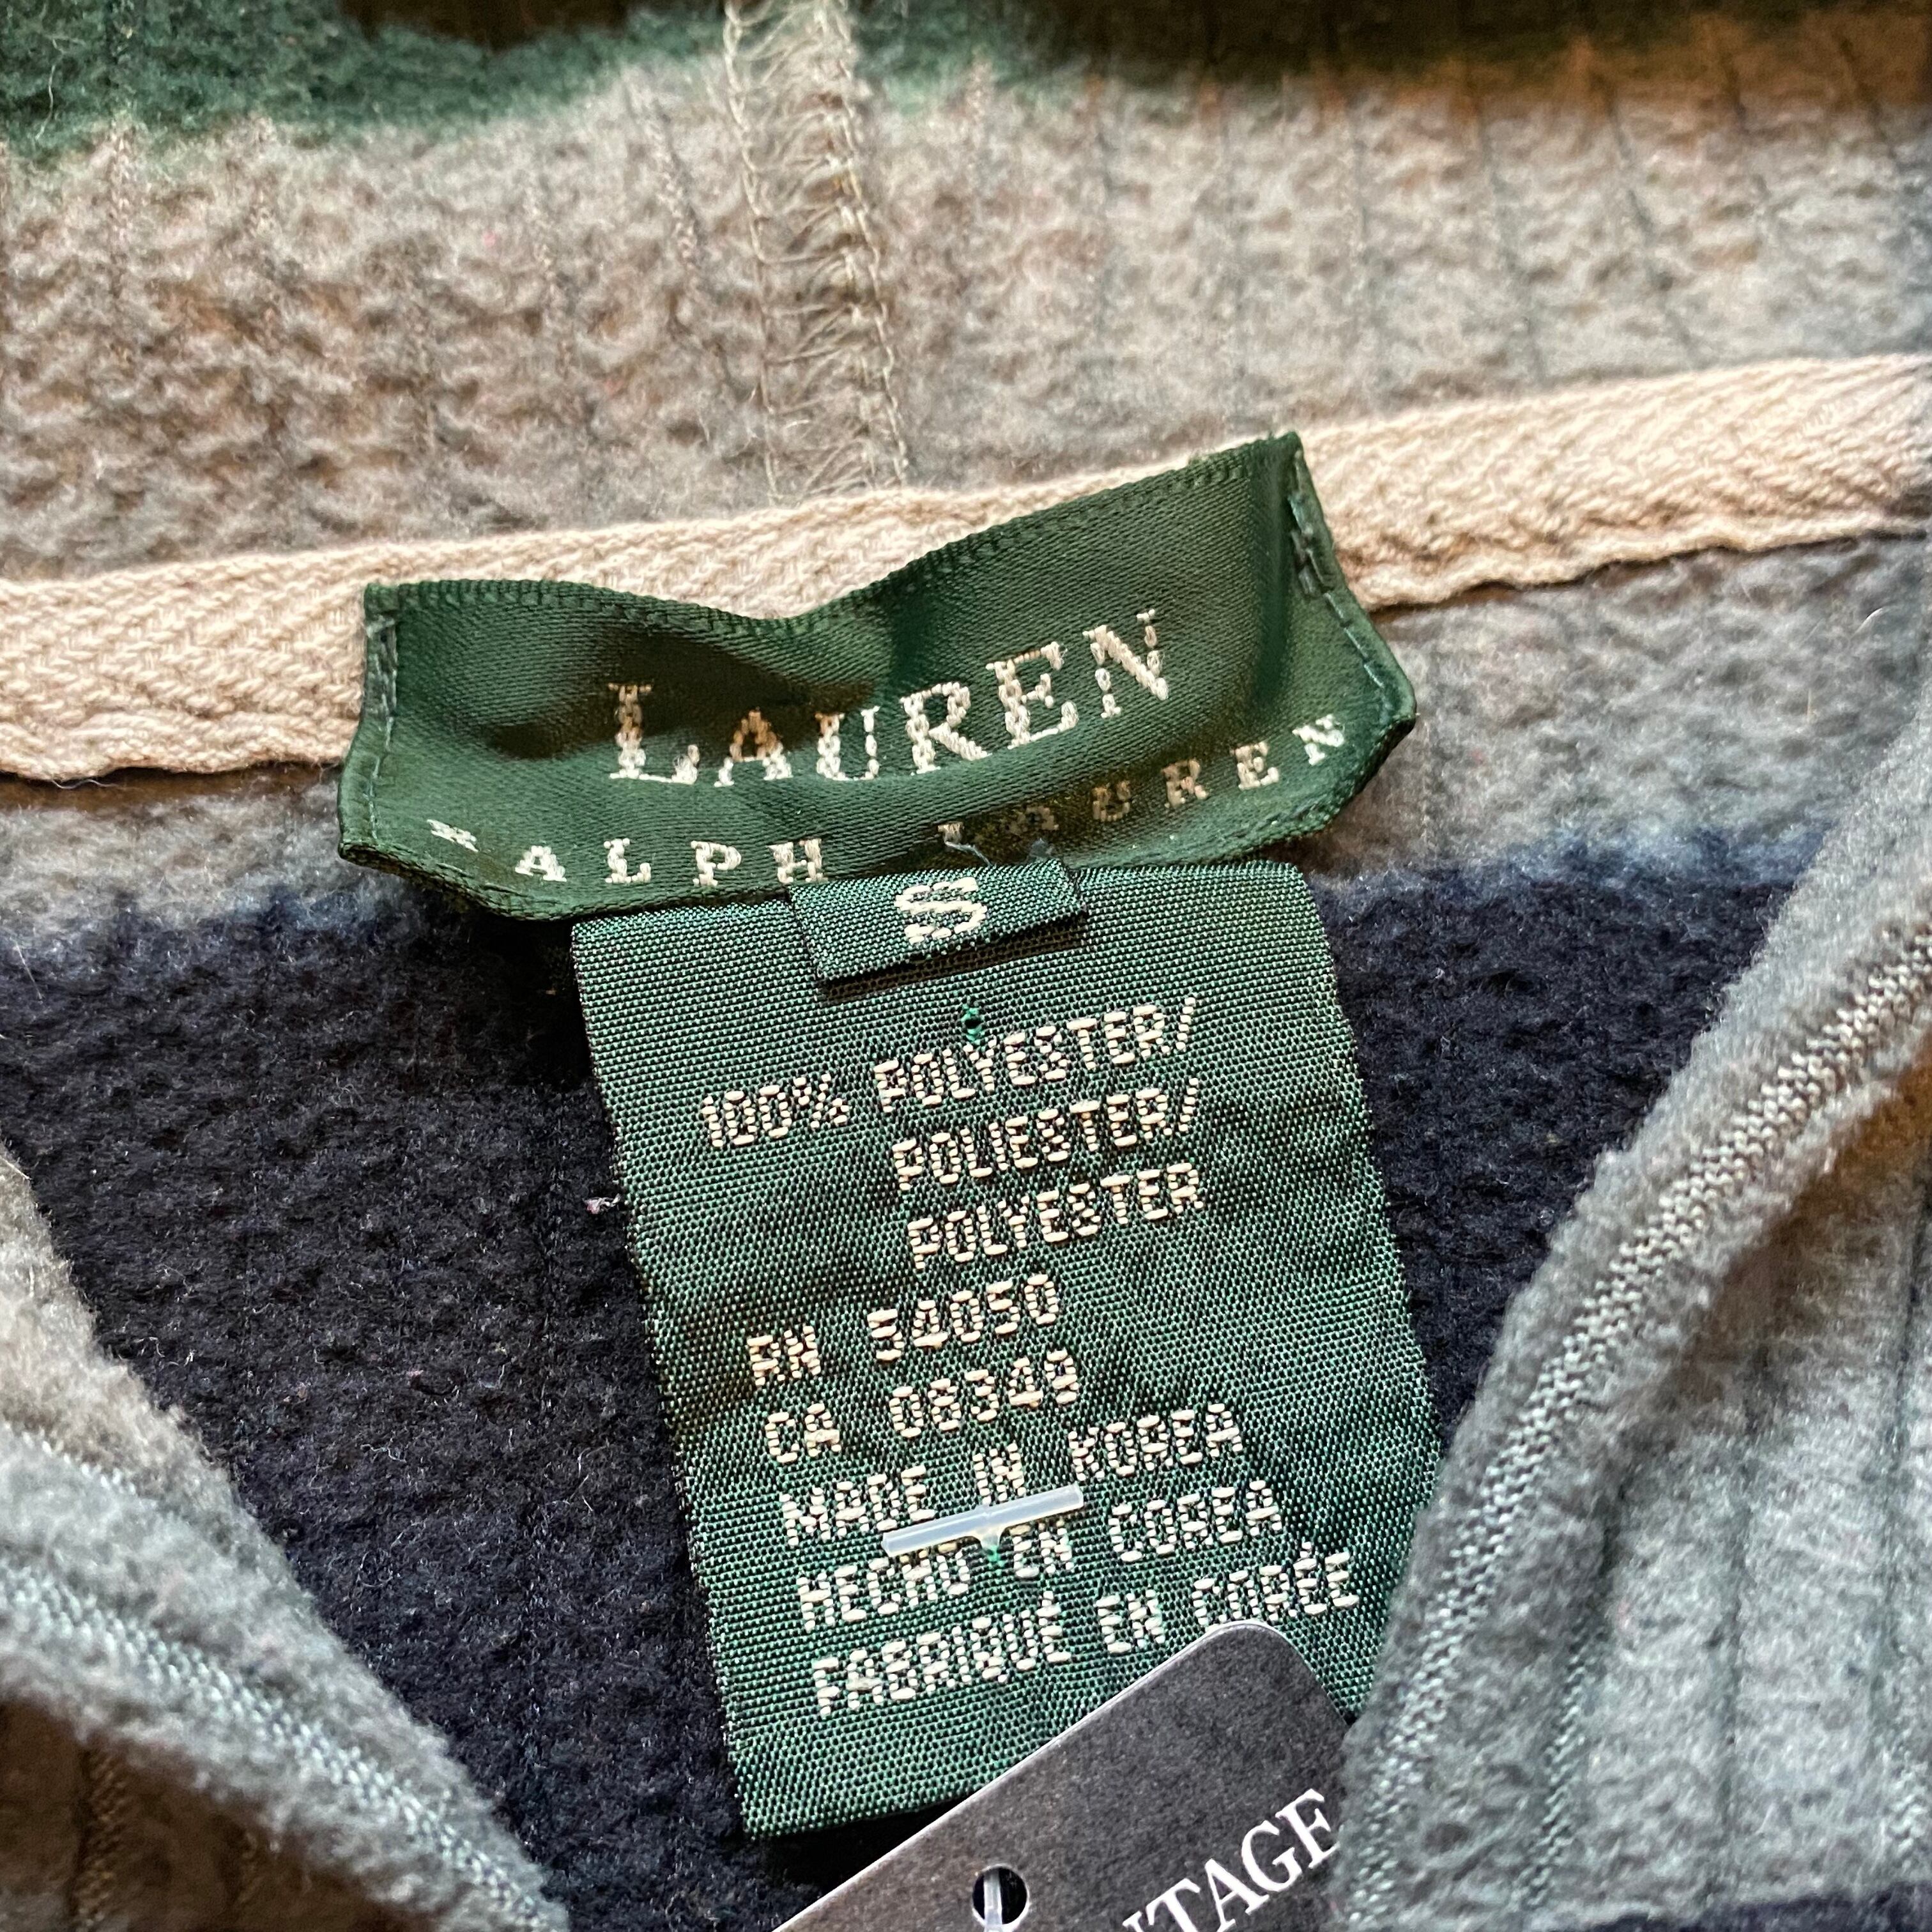 LAUREN
RALPH LAUREN
S
100% POLYESTER/
POLIESTER/
POLYESTER
RN 54050
CA 08348
MADE IN KOREA
HECHO EN COREA
FABRIQUÉ EN CORÉE